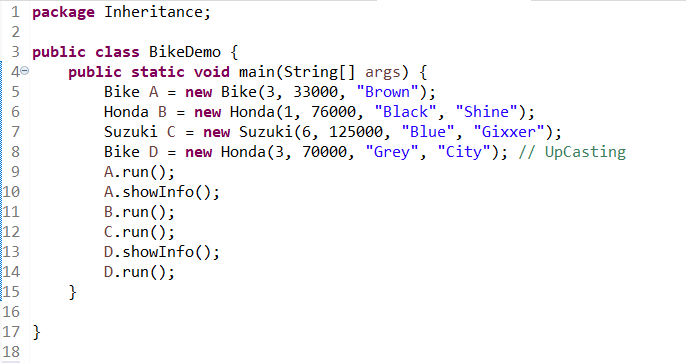 1 package Inheritance;
2
3 public class BikeDemo {
4     public static void main(String[] args) {
5         Bike A = new Bike(3, 33000, "Brown");
6         Honda B = new Honda(1, 76000, "Black", "Shine");
7         Suzuki C = new Suzuki(6, 125000, "Blue", "Gixxer");
8         Bike D = new Honda(3, 70000, "Grey", "City"); // UpCasting
9         A.run();
10         A.showInfo();
11         B.run();
12         C.run();
13         D.showInfo();
14         D.run();
15     }
16
17 }
18